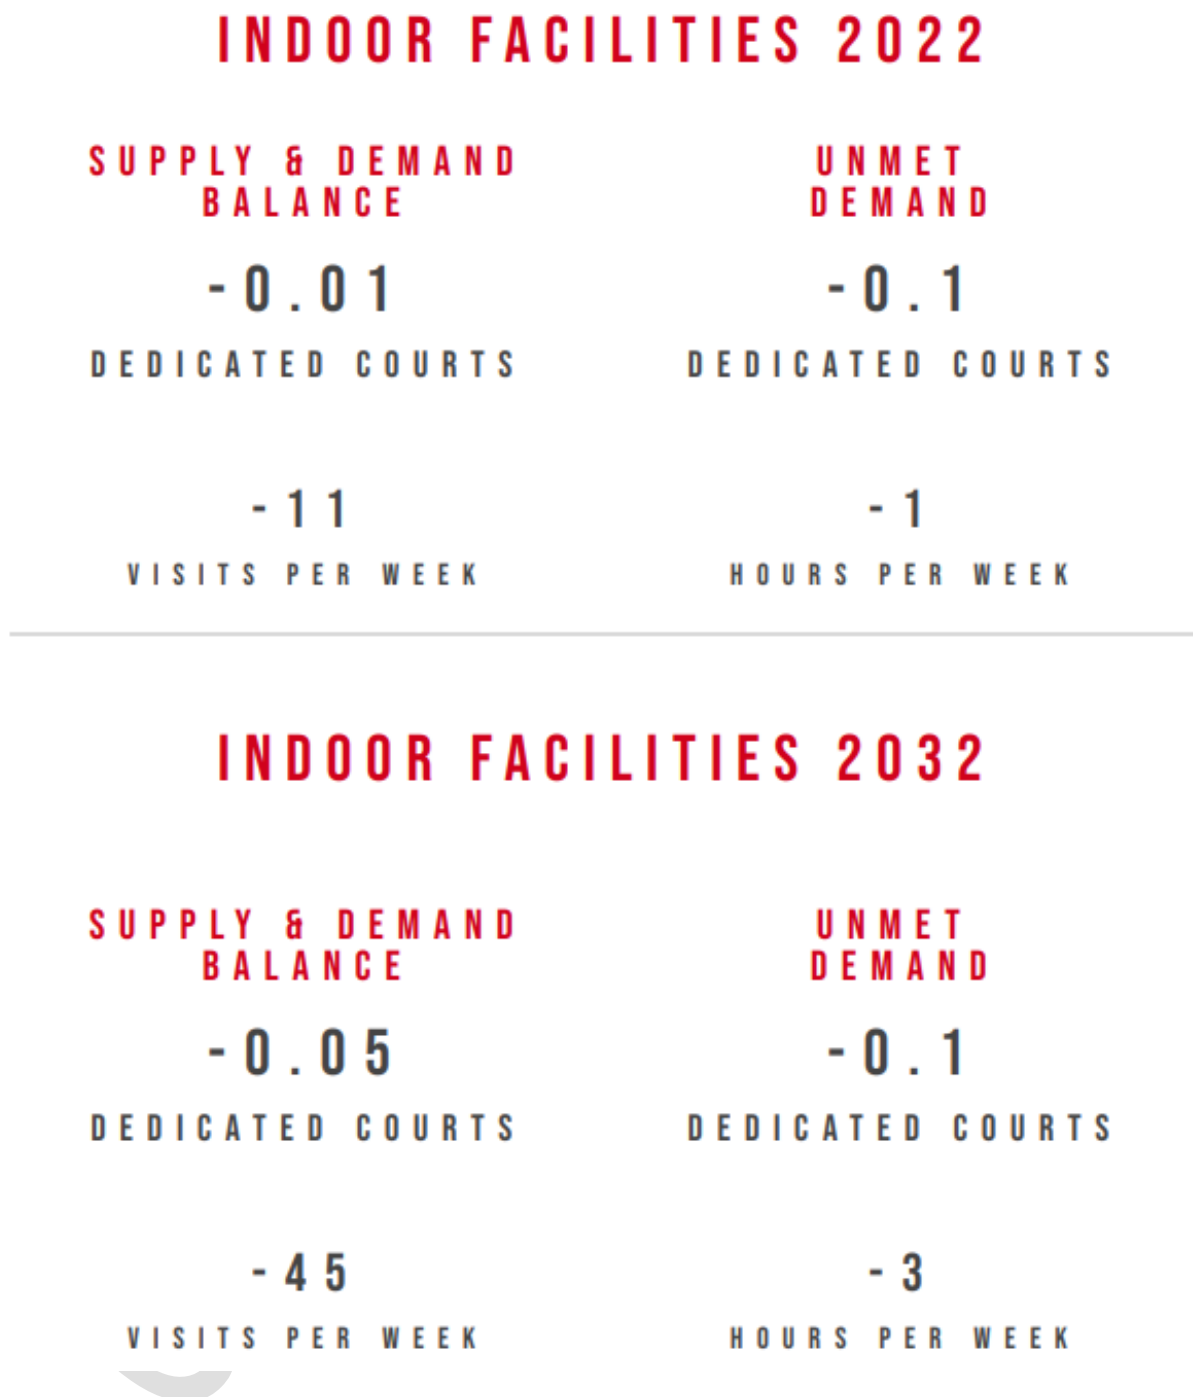 INDOOR FACILITIES 2022
SUPPLY & DEMAND
BALANCE
-0.01
DEDICATED COURTS
-11
VISITS PER WEEK
UNMET
DEMAND
-0.1
DEDICATED COURTS
-1
HOURS PER WEEK
INDOOR FACILITIES 2032
SUPPLY & DEMAND
BALANCE
-0.05
DEDICATED COURTS
-45
VISITS PER WEEK
UNMET
DEMAND
-0.1
DEDICATED COURTS
-3
HOURS PER WEEK